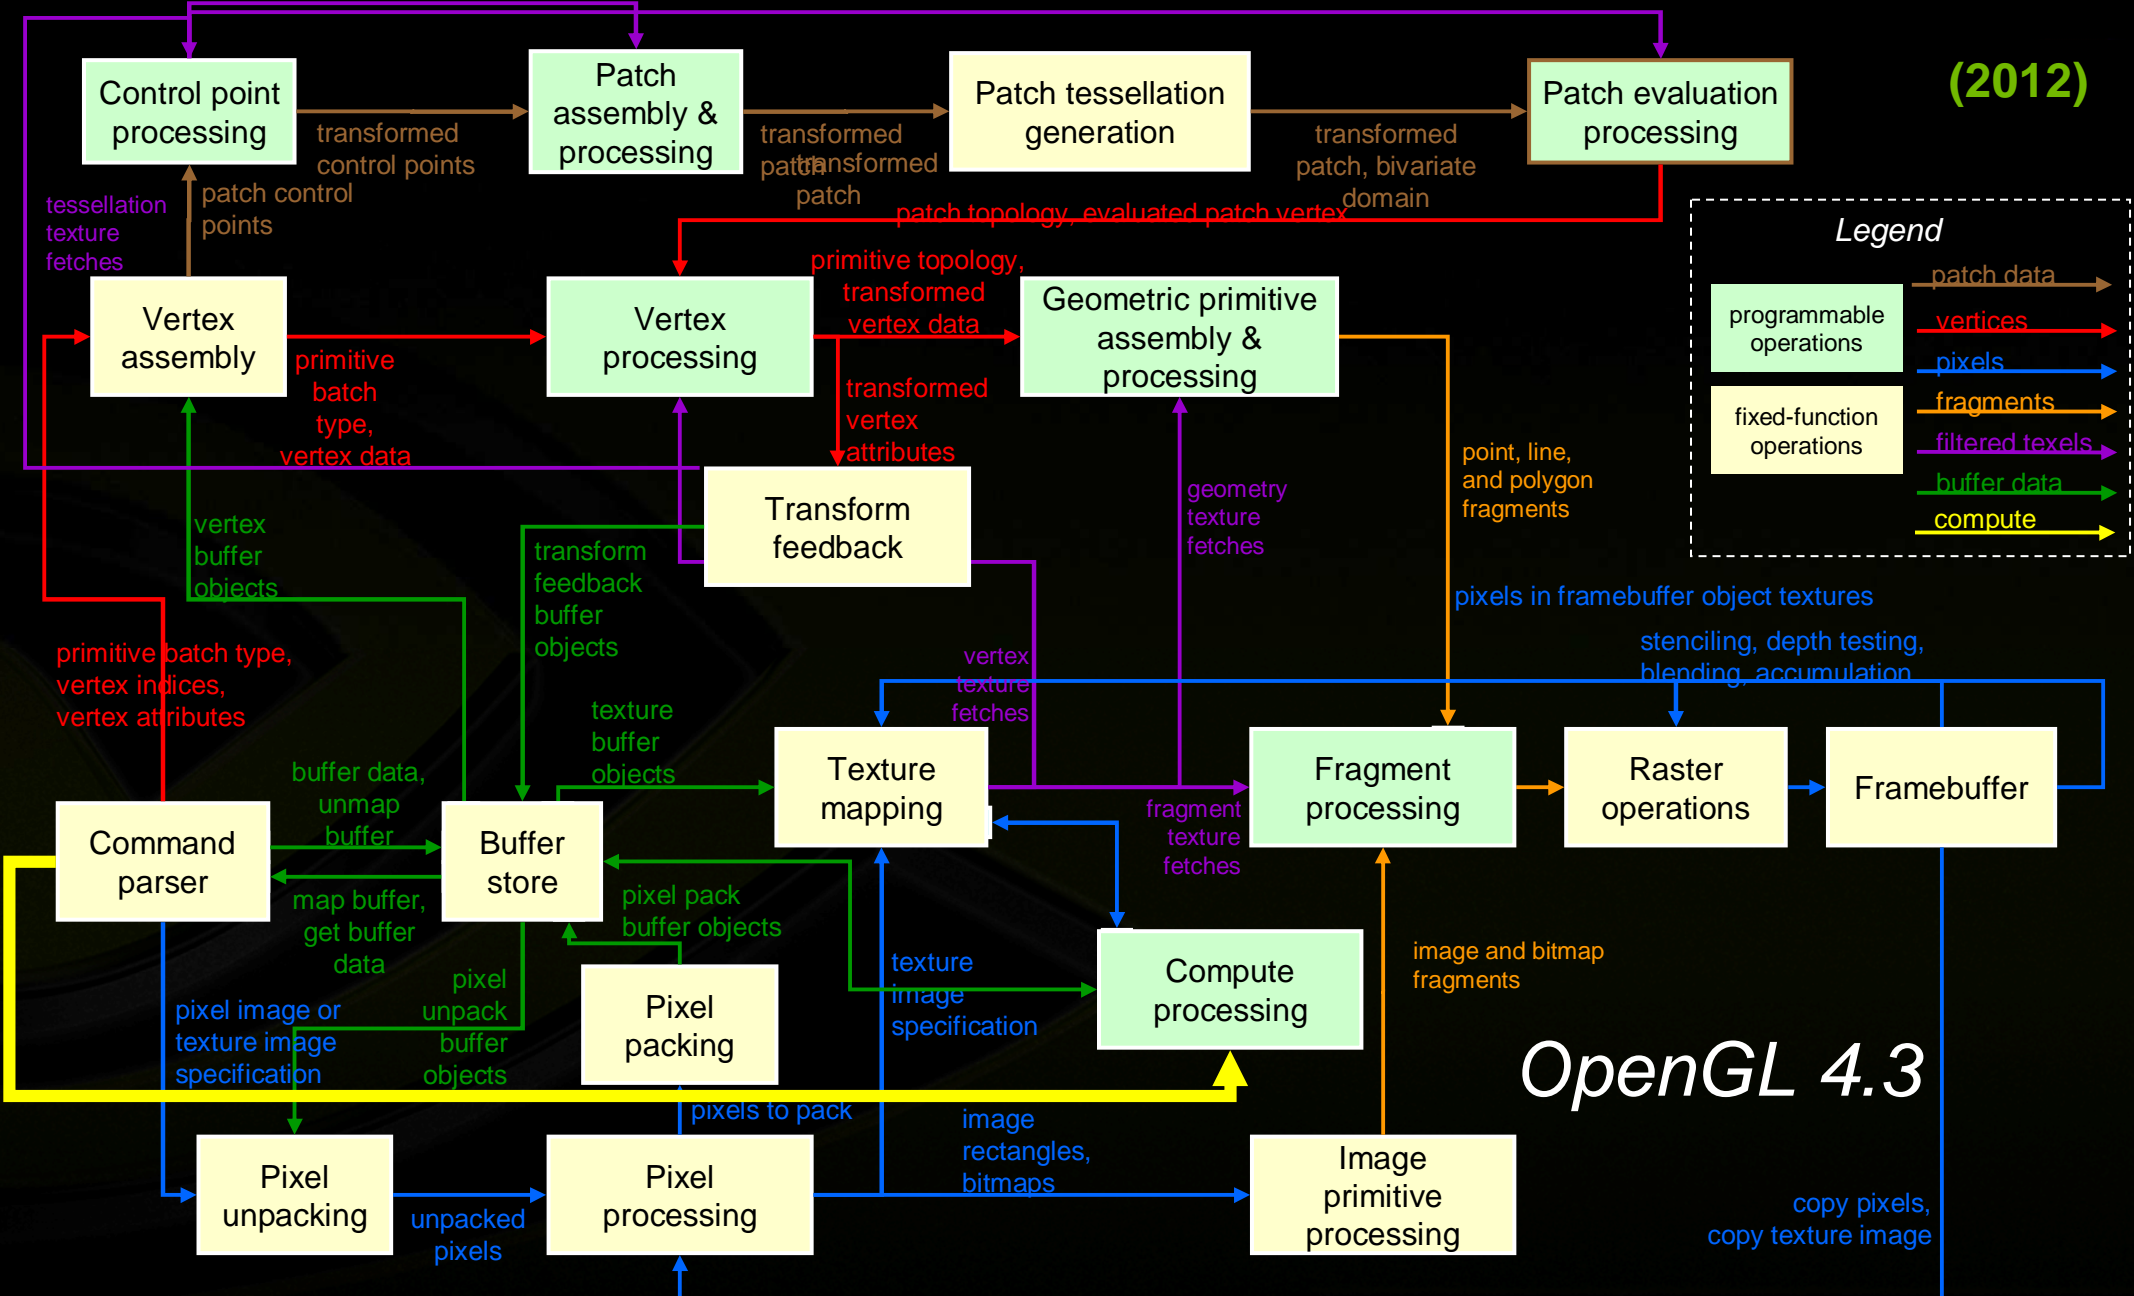 (2012)
Control point
processing
Patch
assembly &
processing
Patch tessellation
generation
Patch evaluation
processing
transformed
control points
transformed
patch
transformed
patch
transformed
patch, bivariate
domain
tessellation
texture
fetches
patch control
points
patch topology, evaluated patch vertex
Legend
programmable
operations
fixed-function
operations
patch data
vertices
pixels
fragments
filtered texels
buffer data
compute
Vertex
assembly
primitive
batch
type,
vertex data
Vertex
processing
primitive topology,
transformed
vertex data
Geometric primitive
assembly &
processing
transformed
vertex
attributes
point, line,
and polygon
fragments
geometry
texture
fetches
Transform
feedback
vertex
buffer
objects
transform
feedback
buffer
objects
pixels in framebuffer object textures
stenciling, depth testing,
blending, accumulation
primitive batch type,
vertex indices,
vertex attributes
vertex
texture
fetches
texture
buffer
objects
Texture
mapping
Fragment
processing
Raster
operations
Framebuffer
buffer data,
unmap
buffer
fragment
texture
fetches
Command
parser
Buffer
store
map buffer,
get buffer
data
pixel pack
buffer objects
pixel
unpack
buffer
objects
texture
image
specification
Compute
processing
image and bitmap
fragments
pixel image or
texture image
specification
Pixel
packing
OpenGL 4.3
pixels to pack
image
rectangles,
bitmaps
Pixel
unpacking
unpacked
pixels
Pixel
processing
Image
primitive
processing
copy pixels,
copy texture image